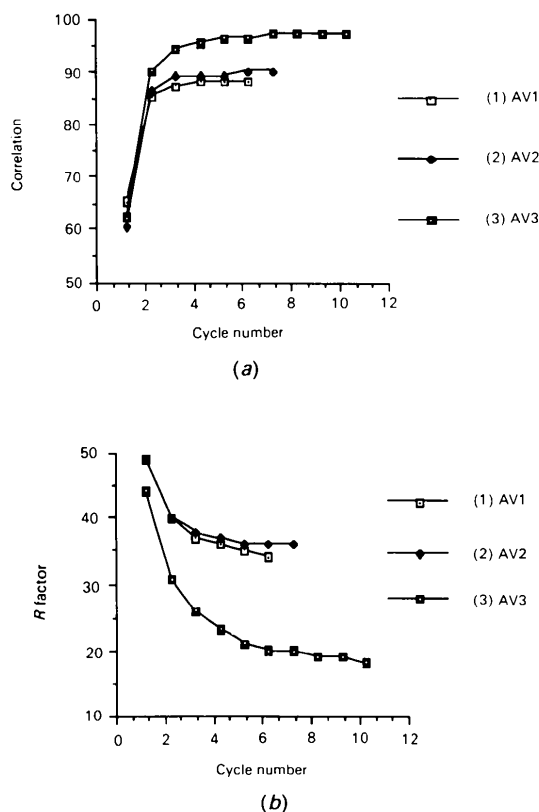 100
90
80
70
60
50
Correlation
0 2 4 6 8 10 12
Cycle number
(1) AV1
(2) AV2
(3) AV3
(a)
50
40
30
20
10
R factor
0 2 4 6 8 10 12
Cycle number
(1) AV1
(2) AV2
(3) AV3
(b)